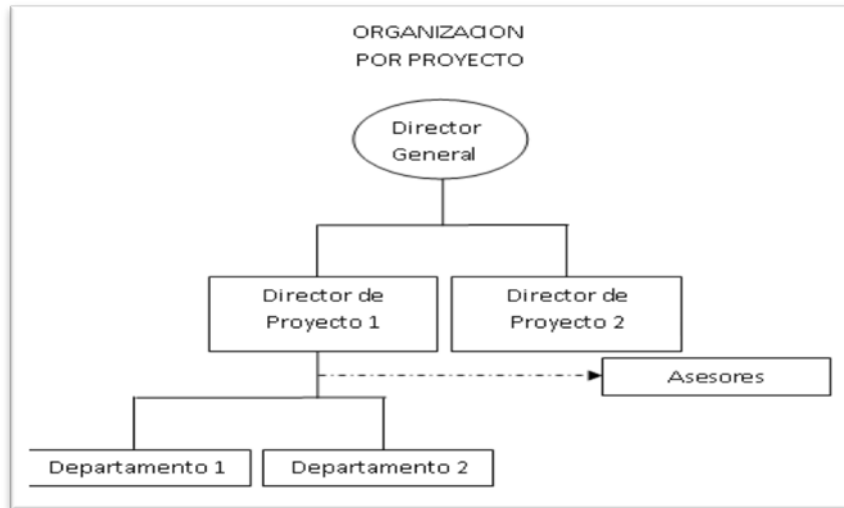 ORGANIZACION
POR PROYECTO
Director
General
Director de
Proyecto 1
Director de
Proyecto 2
Asesores
Departamento 1
Departamento 2